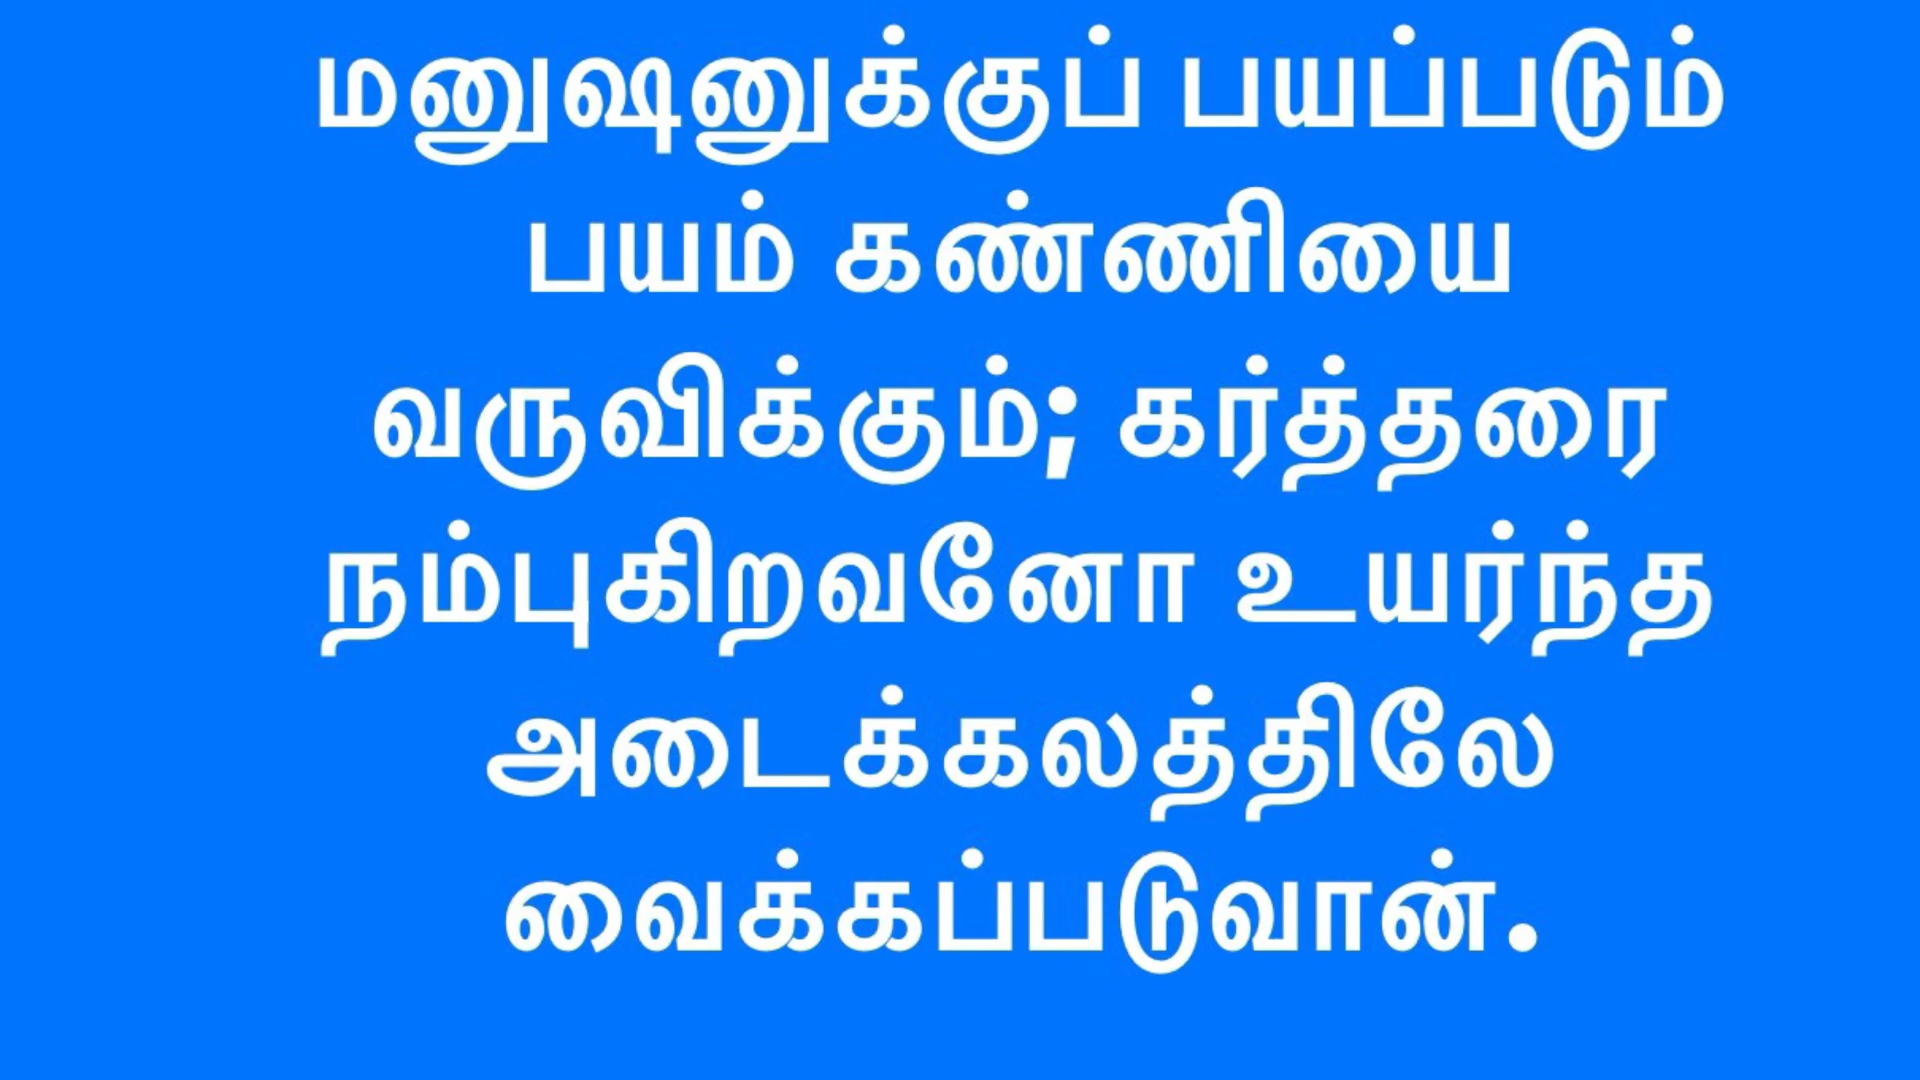 மனுஷனுக்குப் பயப்படும்
பயம் கண்ணியை
வருவிக்கும்; கர்த்தரை
நம்புகிறவனோ உயர்ந்த
அடைக்கலத்திலே
வைக்கப்படுவான்.